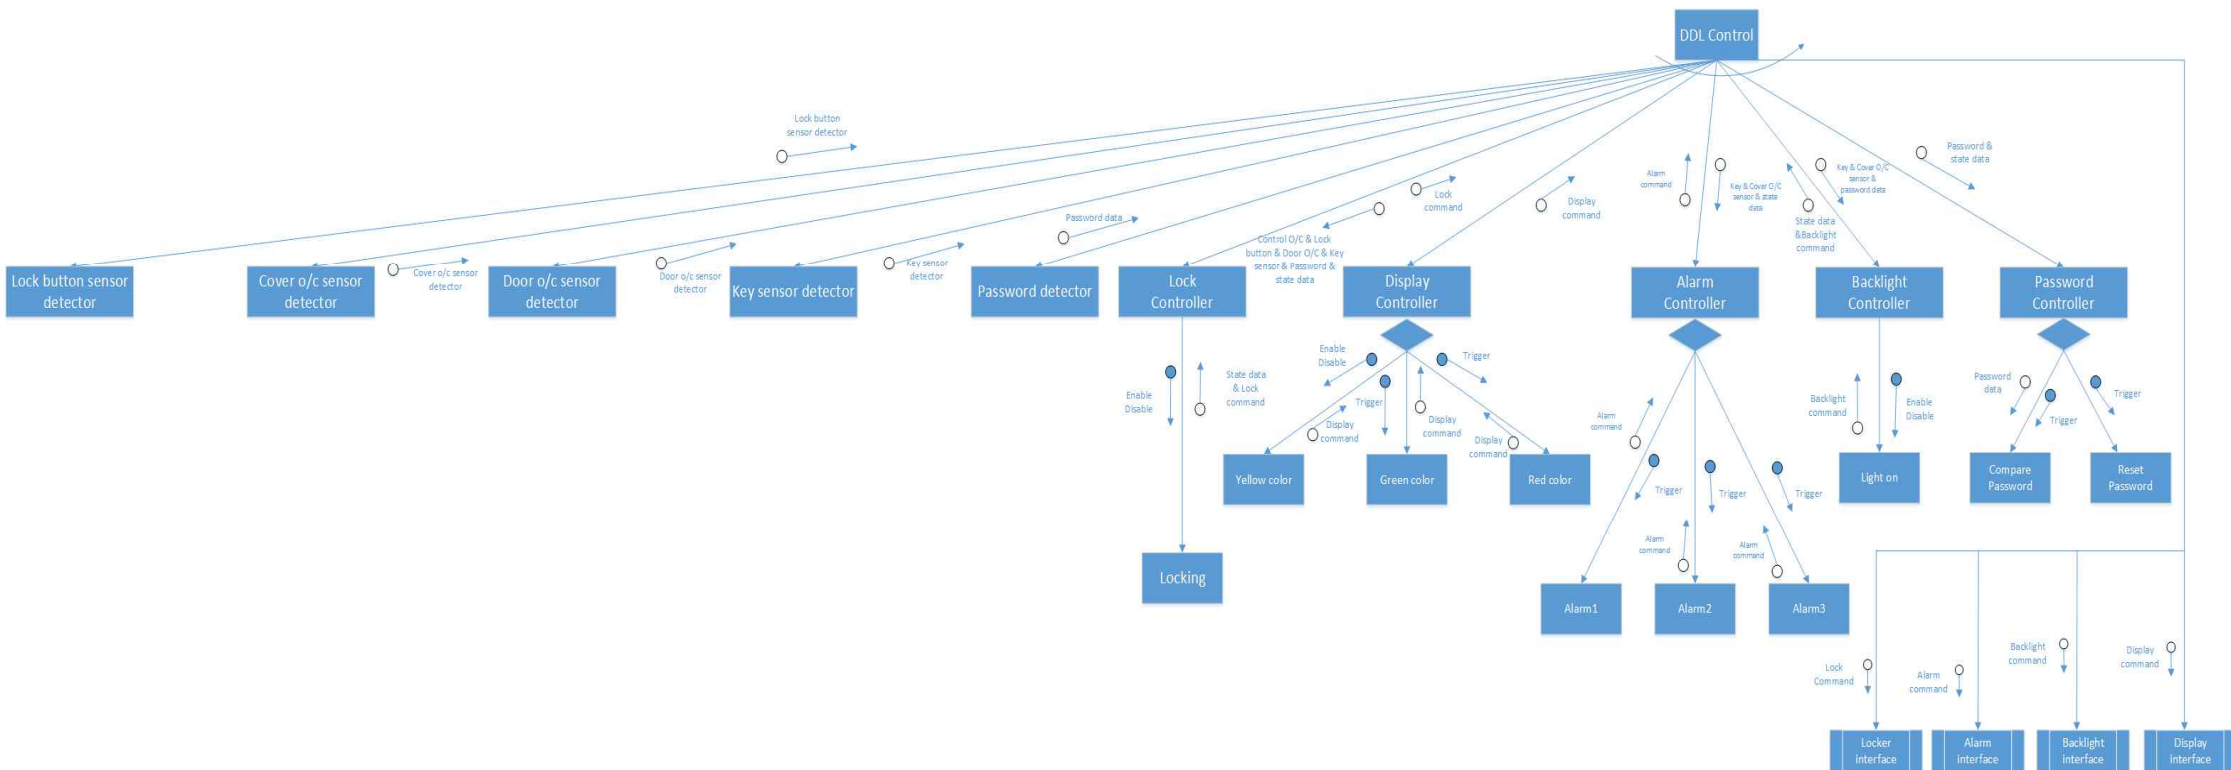 DDL Control
Lock button
sensor detector
Password &
state data
Alarm
command
Key & Cover O/C
sensor & state
data
Key & Cover O/C
sensor &
password data
State data
&Backlight
command
Lock
command
Display
command
Password data
Control O/C & Lock
button & Door O/C & Key
sensor & Password &
state data
Cover o/c sensor
detector
Door o/c sensor
detector
Key sensor
detector
Lock button sensor
detector
Cover o/c sensor
detector
Door o/c sensor
detector
Key sensor detector
Password detector
Lock
Controller
Display
Controller
Alarm
Controller
Backlight
Controller
Password
Controller
Enable
Disable
State data
& Lock
command
Enable
Disable
Trigger
Trigger
Display
command
Display
command
Display
command
Alarm
command
Trigger
Trigger
Trigger
Backlight
command
Enable
Disable
Password
data
Trigger
Trigger
Yellow color
Green color
Red color
Light on
Compare
Password
Reset
Password
Alarm
command
Alarm
command
Locking
Alarm1
Alarm2
Alarm3
Lock
Command
Alarm
command
Backlight
command
Display
command
Locker
interface
Alarm
interface
Backlight
interface
Display
interface